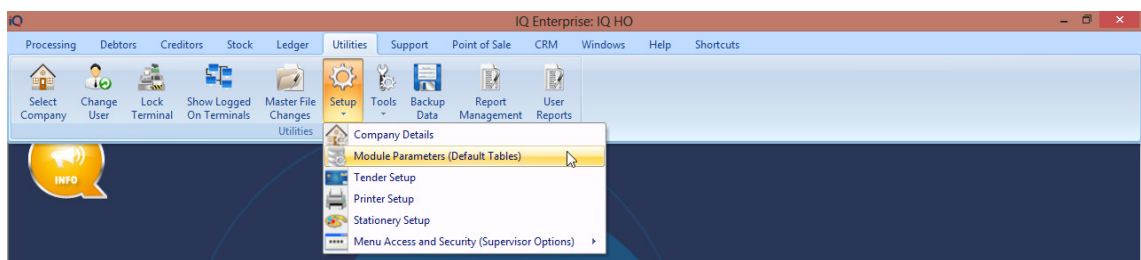 iQ
IQ Enterprise: IQ HO
Processing Debtors Creditors Stock Ledger Utilities Support Point of Sale CRM Windows Help Shortcuts
Select Company
Change User
Lock Terminal
Show Logged On Terminals
Master File Changes
Setup
Tools
Backup Data
Report Management
User Reports
Utilities
Company Details
Module Parameters (Default Tables)
Tender Setup
Printer Setup
Stationery Setup
Menu Access and Security (Supervisor Options)
INFO